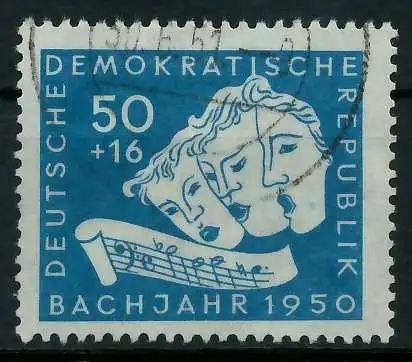 DEUTSCHE
DEMOKRATISCHE
REPUBLIK
50
+16
BACHJAHR 1950